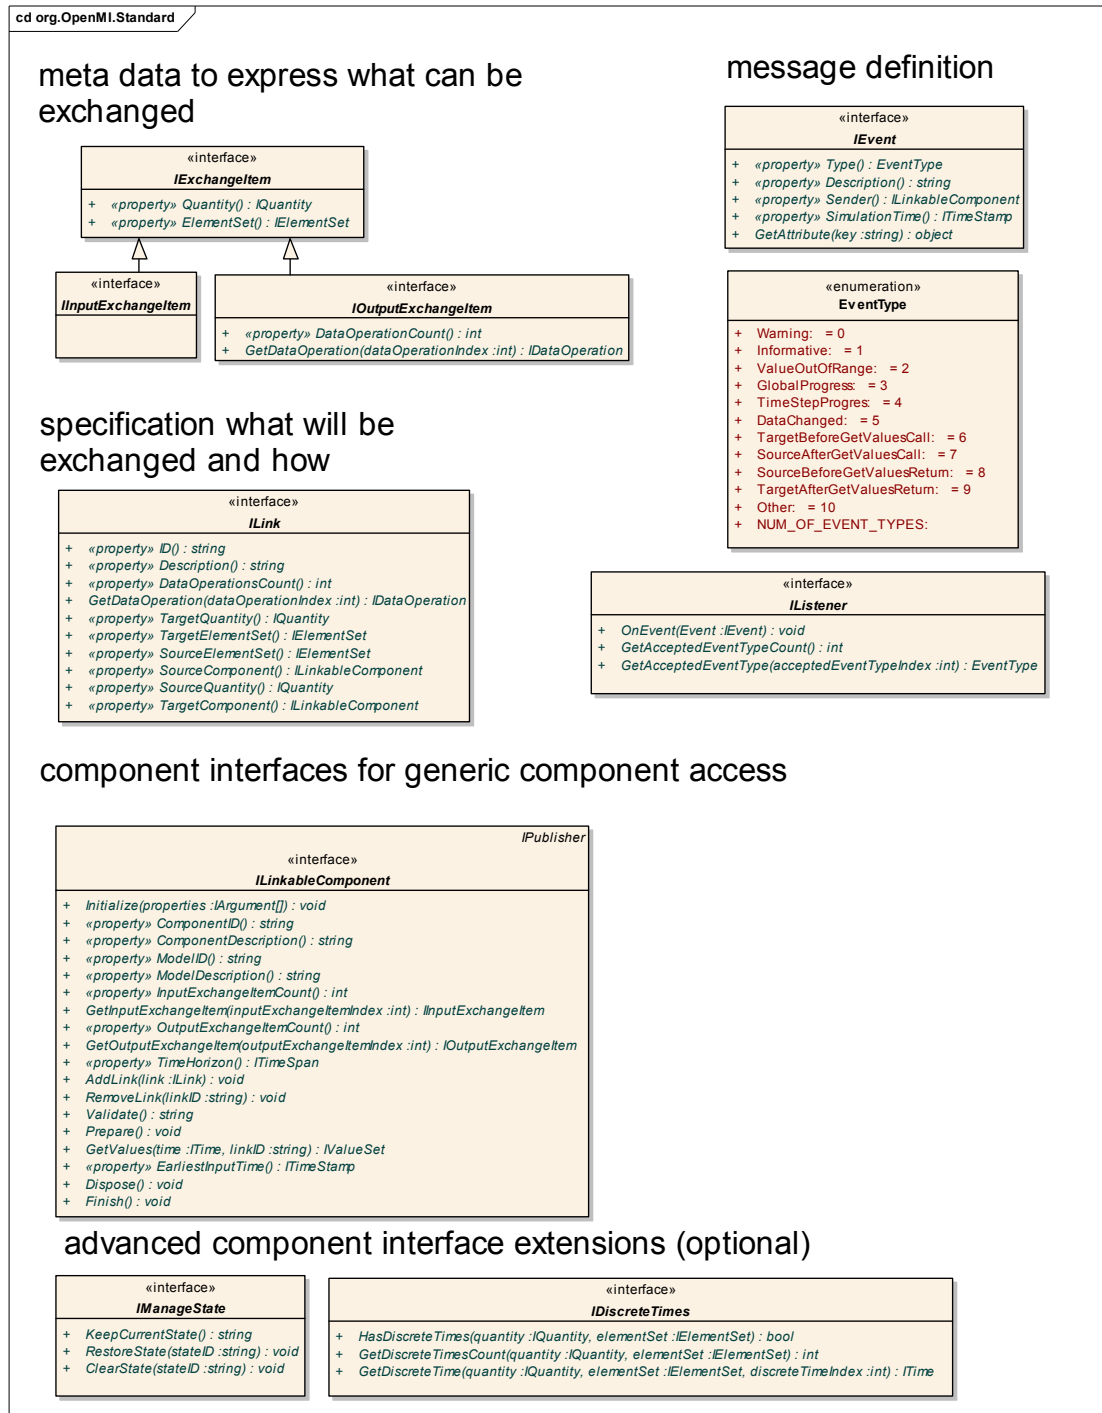 cd org.OpenMI.Standard
meta data to express what can be
exchanged
«interface»
IExchangeItem
+ «property» Quantity() : IQuantity
+ «property» ElementSet() : IElementSet
«interface»
IInputExchangeItem
«interface»
IOutputExchangeItem
+ «property» DataOperationCount() : int
+ GetDataOperation(dataOperationIndex :int) : IDataOperation
message definition
«interface»
IEvent
+ «property» Type() : EventType
+ «property» Description() : string
+ «property» Sender() : ILinkableComponent
+ «property» SimulationTime() : ITimeStamp
+ GetAttribute(key :string) : object
«enumeration»
EventType
+ Warning: = 0
+ Informative: = 1
+ ValueOutOfRange: = 2
+ GlobalProgress: = 3
+ TimeStepProgres: = 4
+ DataChanged: = 5
+ TargetBeforeGetValuesCall: = 6
+ SourceAfterGetValuesCall: = 7
+ SourceBeforeGetValuesReturn: = 8
+ TargetAfterGetValuesReturn: = 9
+ Other: = 10
+ NUM_OF_EVENT_TYPES:
specification what will be
exchanged and how
«interface»
ILink
+ «property» ID() : string
+ «property» Description() : string
+ «property» DataOperationsCount() : int
+ GetDataOperation(dataOperationIndex :int) : IDataOperation
+ «property» TargetQuantity() : IQuantity
+ «property» TargetElementSet() : IElementSet
+ «property» SourceElementSet() : IElementSet
+ «property» SourceComponent() : ILinkableComponent
+ «property» SourceQuantity() : IQuantity
+ «property» TargetComponent() : ILinkableComponent
«interface»
IListener
+ OnEvent(Event :IEvent) : void
+ GetAcceptedEventTypeCount() : int
+ GetAcceptedEventType(acceptedEventTypeIndex :int) : EventType
component interfaces for generic component access
IPublisher
«interface»
ILinkableComponent
+ Initialize(properties :IArgument[]) : void
+ «property» ComponentID() : string
+ «property» ComponentDescription() : string
+ «property» ModelID() : string
+ «property» ModelDescription() : string
+ «property» InputExchangeItemCount() : int
+ GetInputExchangeItem(inputExchangeItemIndex :int) : IInputExchangeItem
+ «property» OutputExchangeItemCount() : int
+ GetOutputExchangeItem(outputExchangeItemIndex :int) : IOutputExchangeItem
+ «property» TimeHorizon() : ITimeSpan
+ AddLink(link :ILink) : void
+ RemoveLink(linkID :string) : void
+ Validate() : string
+ Prepare() : void
+ GetValues(time :ITime, linkID :string) : IValueSet
+ «property» EarliestInputTime() : ITimeStamp
+ Dispose() : void
+ Finish() : void
advanced component interface extensions (optional)
«interface»
IManageState
+ KeepCurrentState() : string
+ RestoreState(stateID :string) : void
+ ClearState(stateID :string) : void
«interface»
IDiscreteTimes
+ HasDiscreteTimes(quantity :IQuantity, elementSet :IElementSet) : bool
+ GetDiscreteTimesCount(quantity :IQuantity, elementSet :IElementSet) : int
+ GetDiscreteTime(quantity :IQuantity, elementSet :IElementSet, discreteTimeIndex :int) : ITime